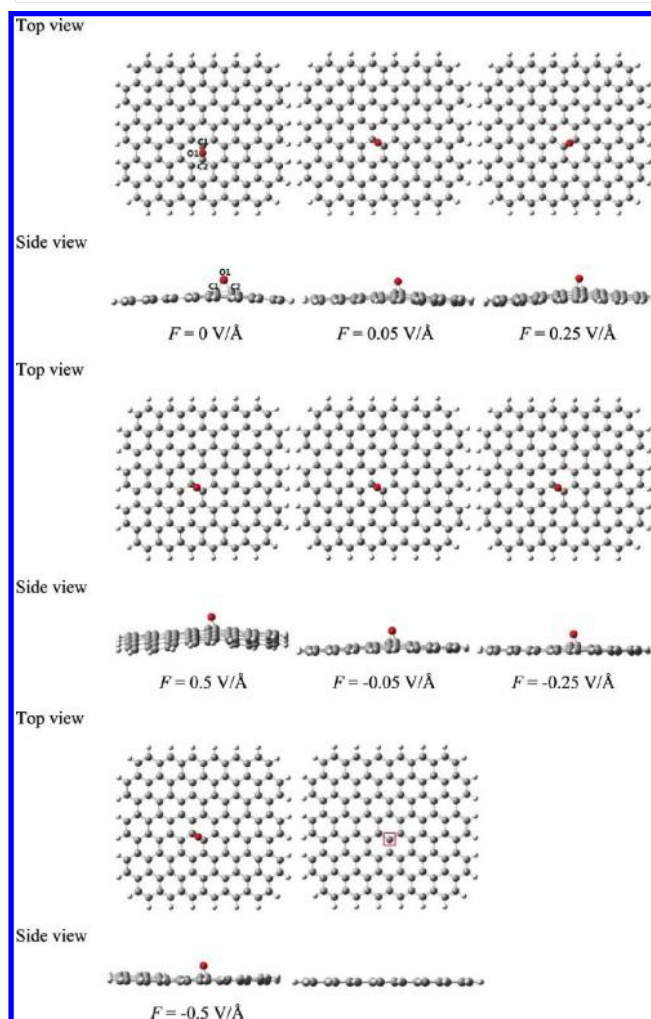 Top view
C1
O1
C2
Side view
O1
C1 C2
F = 0 V/Å F = 0.05 V/Å F = 0.25 V/Å
Top view
Side view
F = 0.5 V/Å F = -0.05 V/Å F = -0.25 V/Å
Top view
Side view
F = -0.5 V/Å